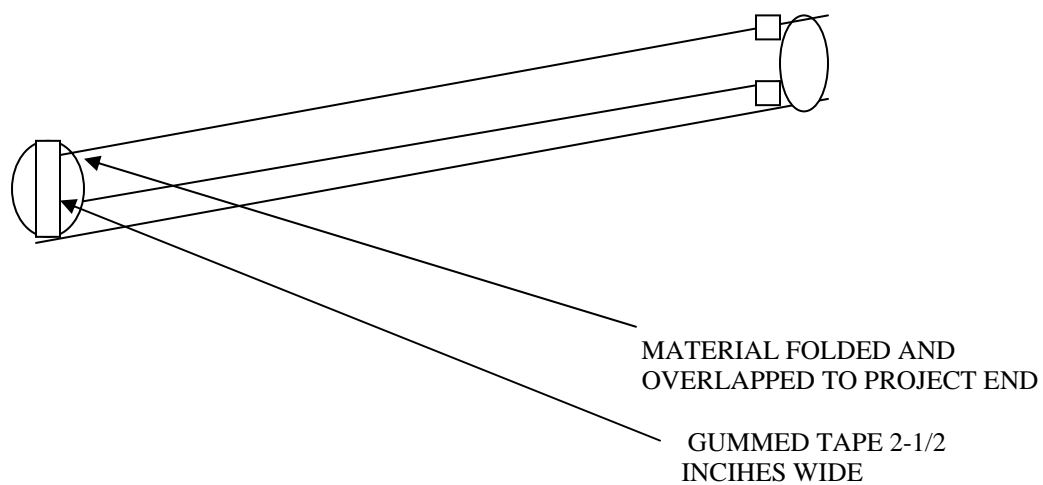 MATERIAL FOLDED AND
OVERLAPPED TO PROJECT END
GUMMED TAPE 2-1/2
INCIHES WIDE